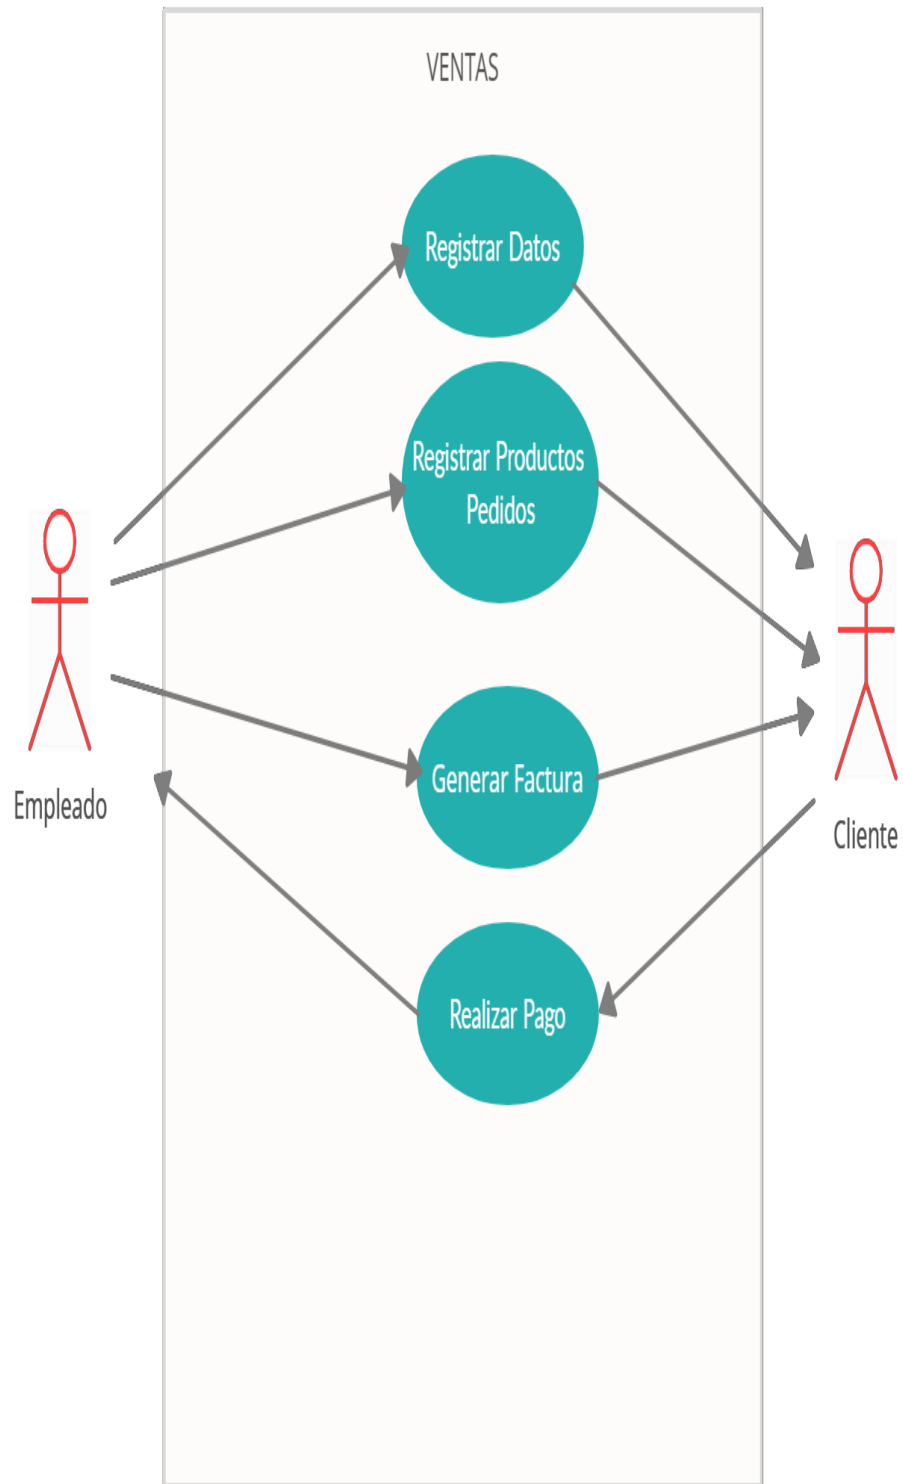 VENTAS
Registrar Datos
Registrar Productos
Pedidos
Generar Factura
Empleado
Cliente
Realizar Pago